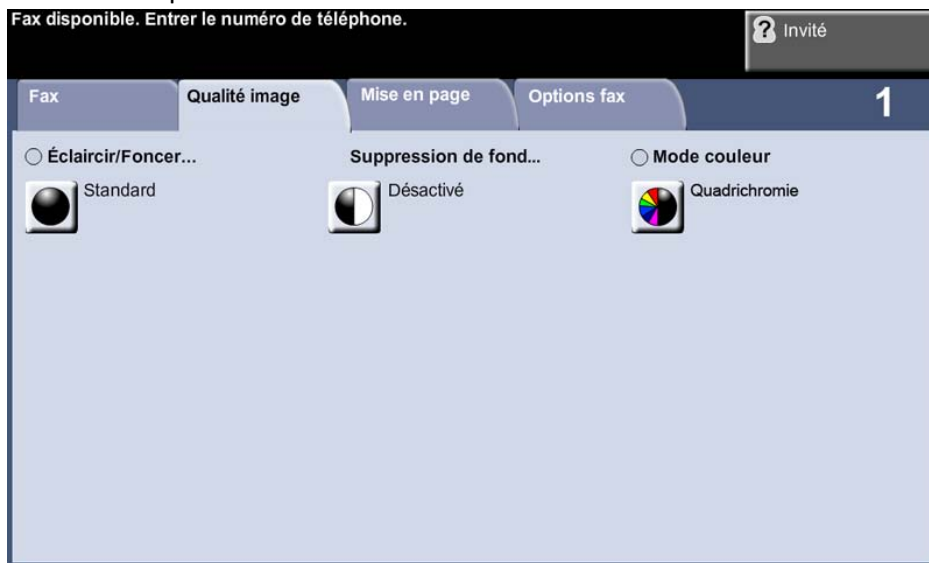 Fax disponible. Entrer le numéro de téléphone.
Invité
Fax
Qualité image
Mise en page
Options fax
1
Éclaircir/Foncer...
Suppression de fond...
Mode couleur
Standard
Désactivé
Quadrichromie